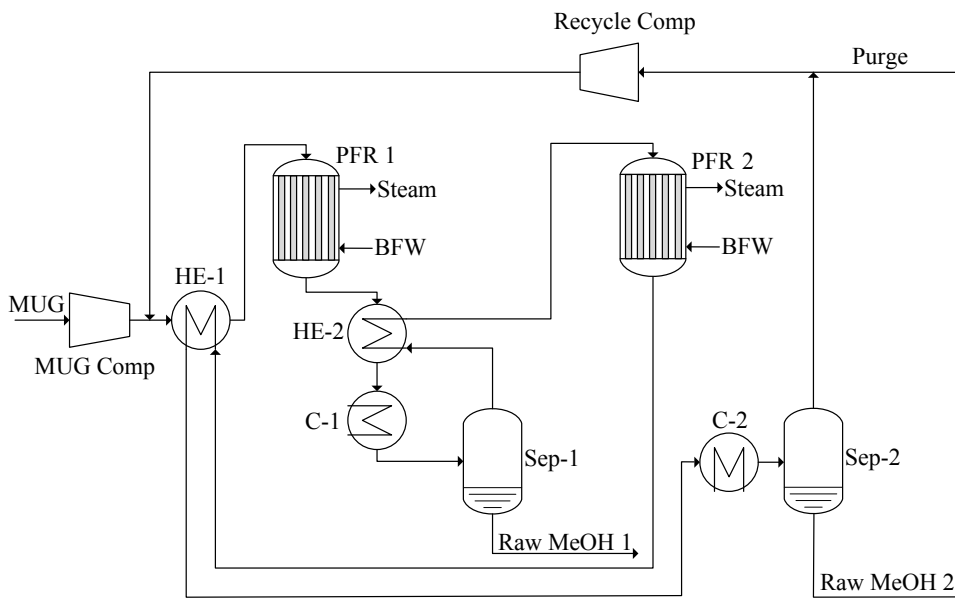 Recycle Comp
Purge
PFR 1
PFR 2
Steam
Steam
BFW
BFW
HE-1
MUG
HE-2
MUG Comp
C-1
C-2
Sep-1
Sep-2
Raw MeOH 1
Raw MeOH 2